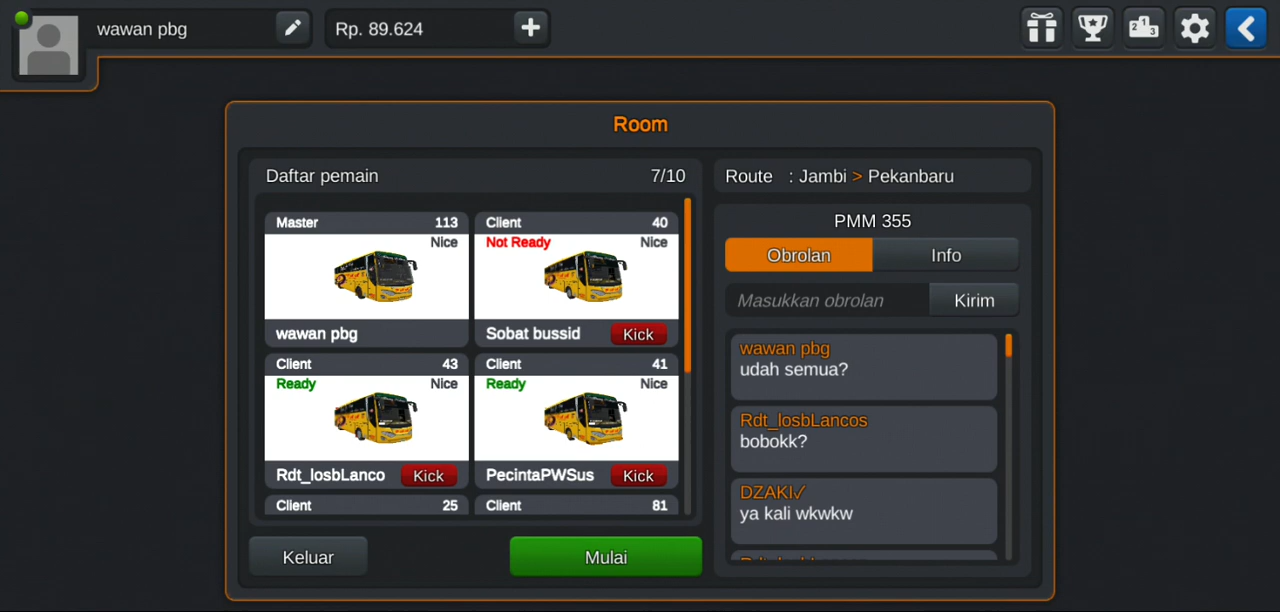 wawan pbg
Rp. 89.624
Room
Daftar pemain 7/10
Master 113
Nice
wawan pbg
Client 40
Not Ready Nice
Sobat bussid Kick
Client 43
Ready Nice
Rdt_losbLanco Kick
Client 41
Ready Nice
PecintaPWSus Kick
Client 25
Client 81
Keluar
Mulai
Route : Jambi > Pekanbaru
PMM 355
Obrolan Info
Masukkan obrolan Kirim
wawan pbg
udah semua?
Rdt_losbLancos
bobokk?
DZAKI✓
ya kali wkwkw